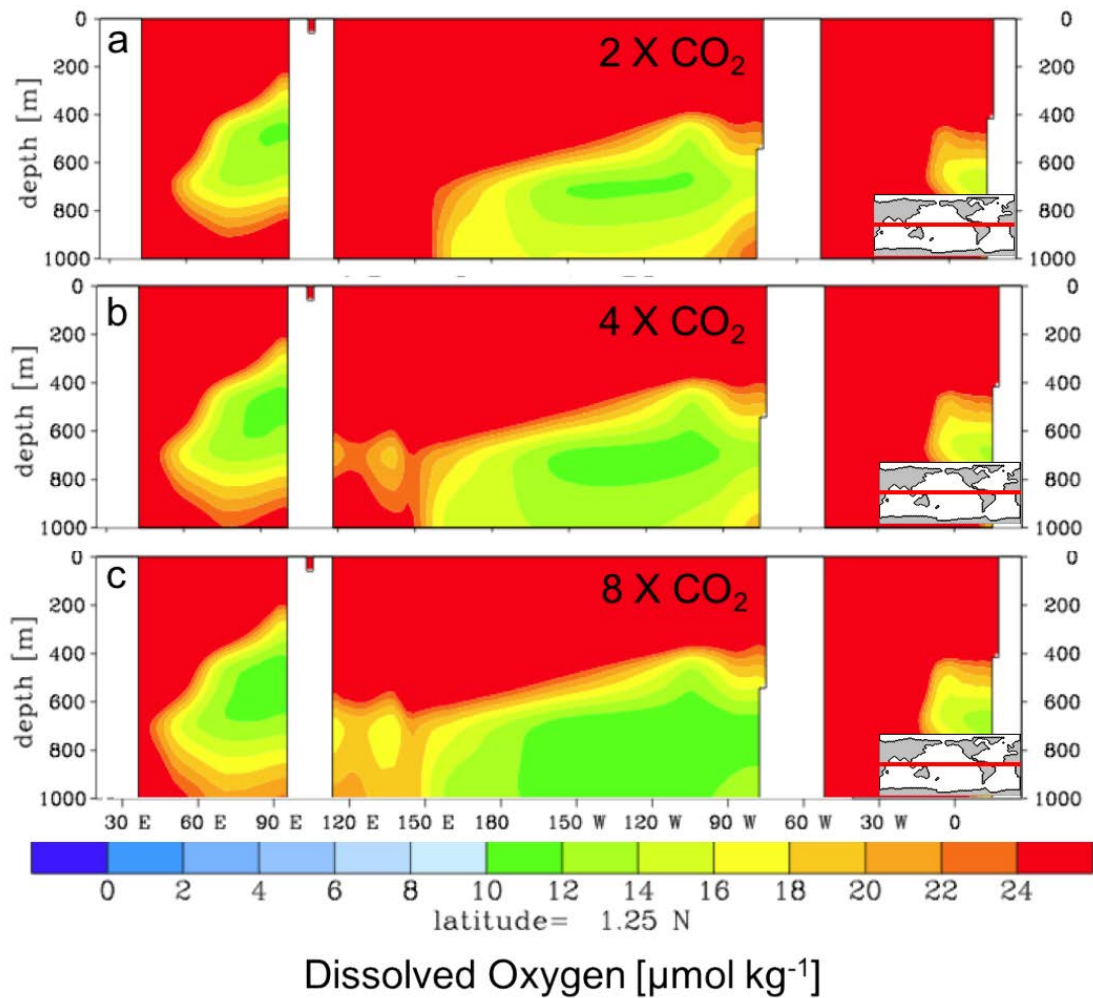 a
2 X CO₂
depth [m]
0
200
400
600
800
1000
0
200
400
600
800
1000
b
4 X CO₂
depth [m]
0
200
400
600
800
1000
0
200
400
600
800
1000
c
8 X CO₂
depth [m]
0
200
400
600
800
1000
0
200
400
600
800
1000
30 E 60 E 90 E 120 E 150 E 180 150 W 120 W 90 W 60 W 30 W 0
0 2 4 6 8 10 12 14 16 18 20 22 24
latitude= 1.25 N
Dissolved Oxygen [µmol kg⁻¹]